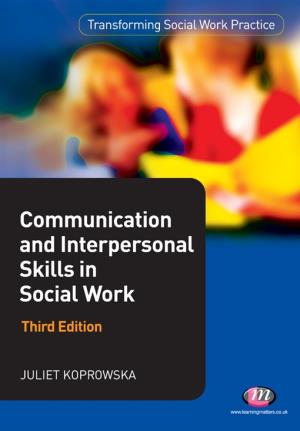 Transforming Social Work Practice
Communication
and Interpersonal
Skills in
Social Work
Third Edition
JULIET KOPROWSKA
m
www.learningmatters.co.uk